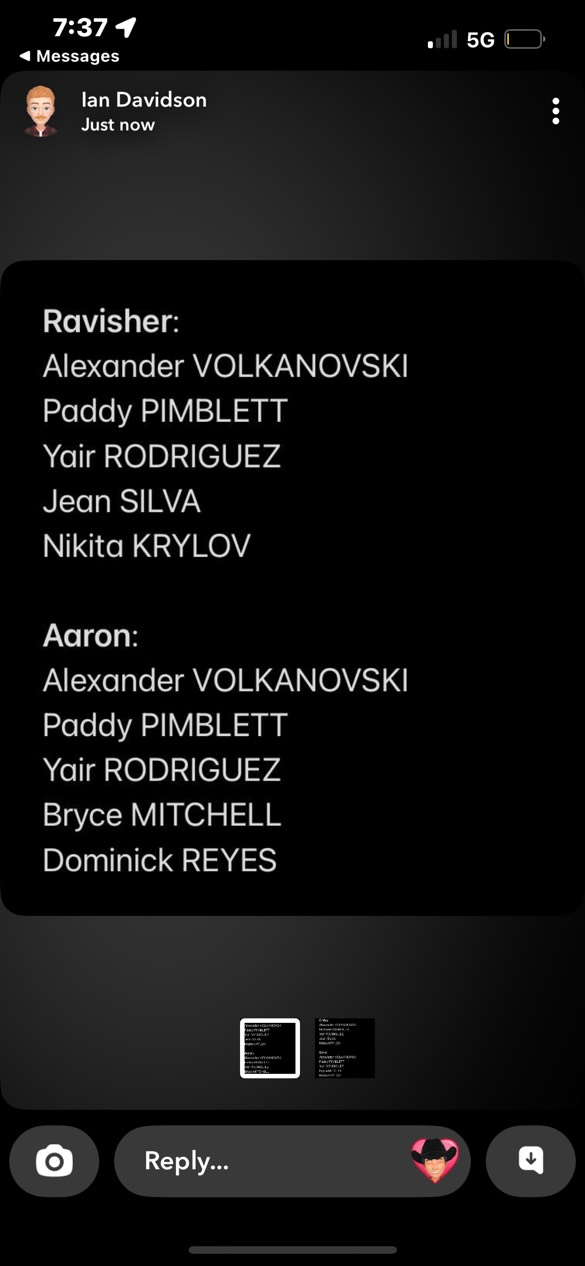 7:37
5G
Messages
Ian Davidson
Just now
Ravisher:
Alexander VOLKANOVSKI
Paddy PIMBLETT
Yair RODRIGUEZ
Jean SILVA
Nikita KRYLOV
Aaron:
Alexander VOLKANOVSKI
Paddy PIMBLETT
Yair RODRIGUEZ
Bryce MITCHELL
Dominick REYES
Reply...